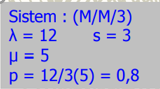 Sistem : (M/M/3)
λ = 12 s = 3
μ = 5
p = 12/3(5) = 0,8